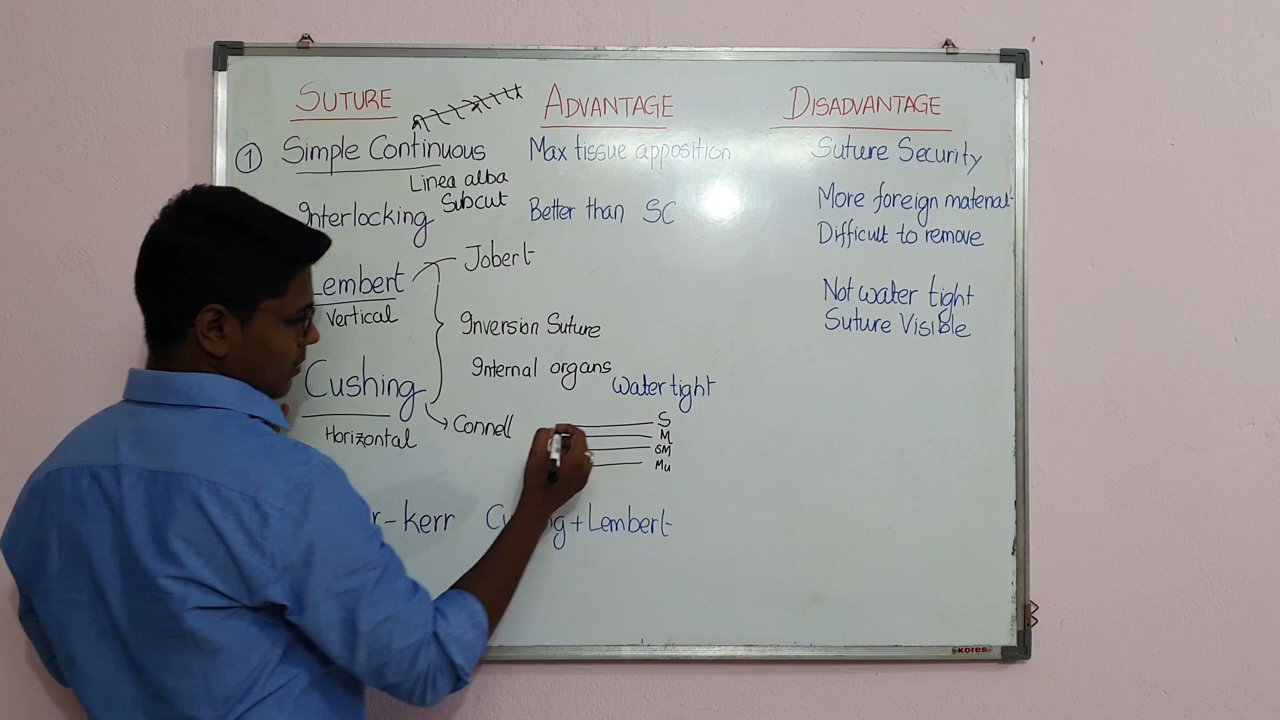 SUTURE ADVANTAGE DISADVANTAGE
1 Simple Continuous Max tissue apposition Suture Security
Linea alba
Subcut
Interlocking Better than SC More foreign material
Difficult to remove
Lembert Jobert
Vertical
Not water tight
Suture Visible
Inversion Suture
Internal organs
Water tight
Cushing
Horizontal
Connell
S
M
SM
Mu
r-kerr + Lembert
KORES